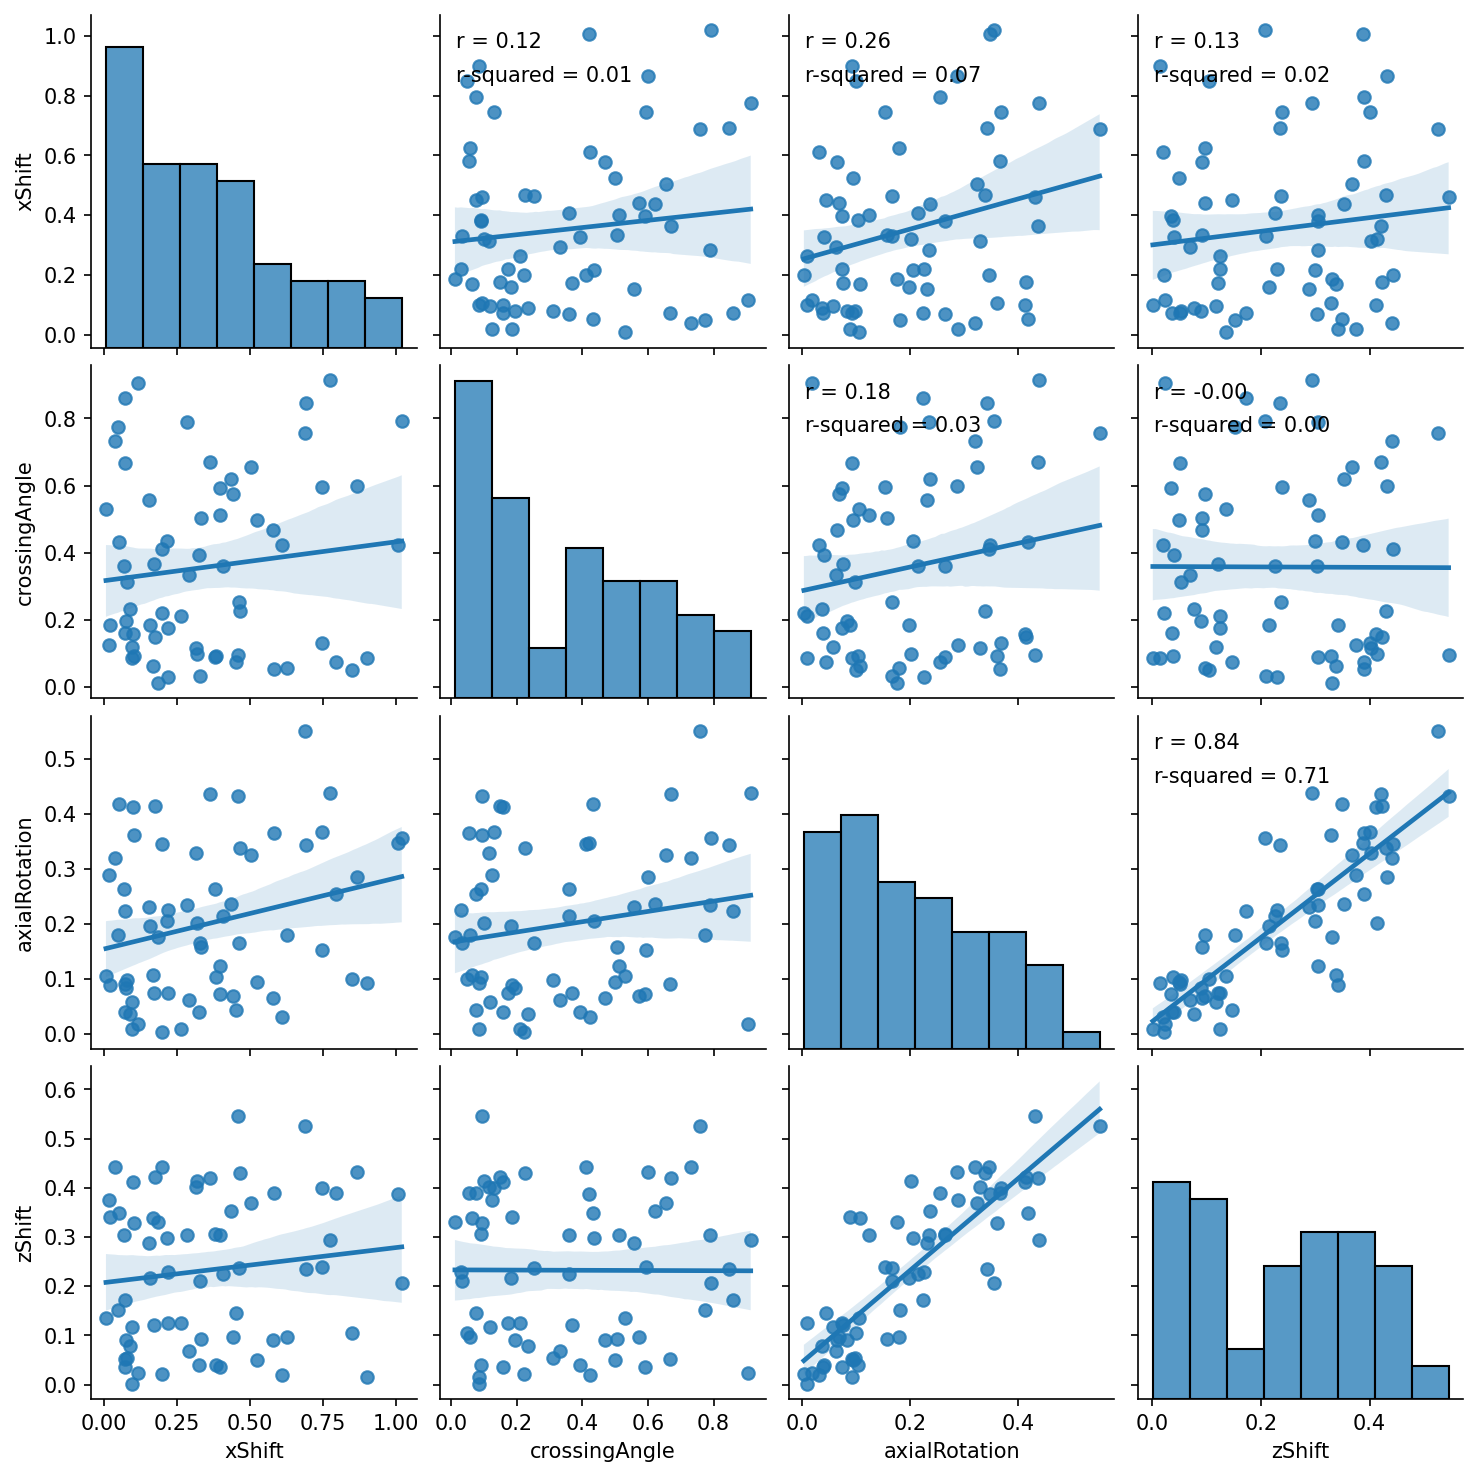 1.0
0.8
0.6
0.4
0.2
0.0
xShift
r = 0.12
r-squared = 0.01
r = 0.26
r-squared = 0.07
r = 0.13
r-squared = 0.02
0.8
0.6
0.4
0.2
0.0
crossingAngle
r = 0.18
r-squared = 0.03
r = -0.00
r-squared = 0.00
0.5
0.4
0.3
0.2
0.1
0.0
axialRotation
r = 0.84
r-squared = 0.71
0.6
0.5
0.4
0.3
0.2
0.1
0.0
zShift
0.00 0.25 0.50 0.75 1.00
xShift
0.0 0.2 0.4 0.6 0.8
crossingAngle
0.0 0.2 0.4
axialRotation
0.0 0.2 0.4
zShift